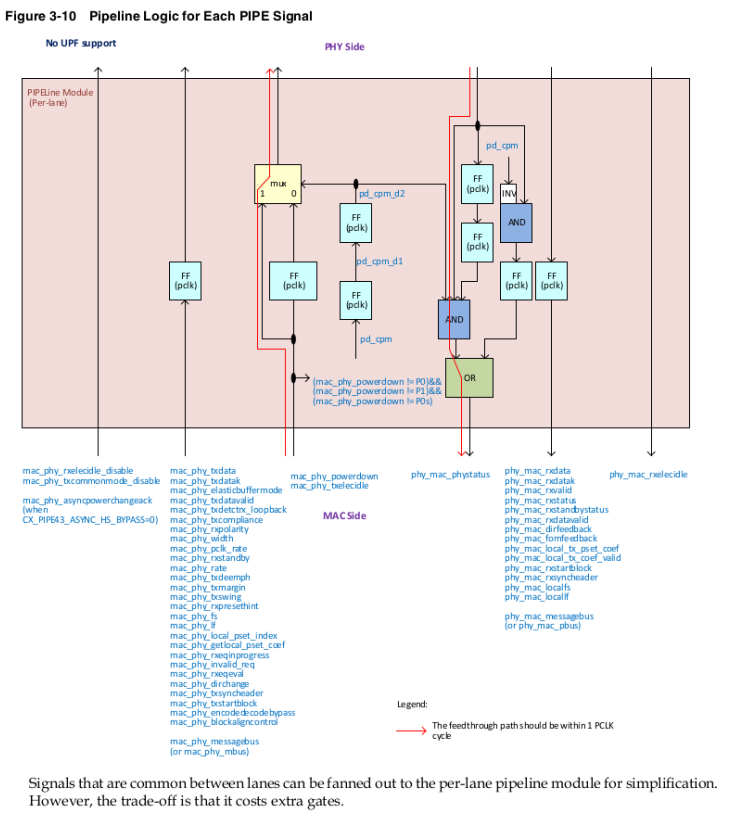 Figure 3-10 Pipeline Logic for Each PIPE Signal
No UPF support
PHY Side
PIPELine Module
(Per-lane)
pd_cpm
mux
1
0
FF
(pclk)
INV
pd_cpm_d2
FF
(pclk)
FF
(pclk)
AND
pd_cpm_d1
FF
(pclk)
FF
(pclk)
FF
(pclk)
FF
(pclk)
FF
(pclk)
AND
pd_cpm
OR
(mac_phy_powerdown != P0)&&
(mac_phy_powerdown != P1)&&
(mac_phy_powerdown != P0s)
mac_phy_rxelecidle_disable
mac_phy_txcommonmode_disable
mac_phy_asyncpowerchangeack
(when
CX_PIPE43_ASYNC_HS_BYPASS=0)
mac_phy_txdata
mac_phy_txdatak
mac_phy_elasticbuffermode
mac_phy_txdatavalid
mac_phy_txdetctrx_loopback
mac_phy_txcompliance
mac_phy_rxpolarity
mac_phy_width
mac_phy_pclk_rate
mac_phy_rxstandby
mac_phy_rate
mac_phy_txdeemph
mac_phy_txmargin
mac_phy_txswing
mac_phy_rxpresethint
mac_phy_fs
mac_phy_lf
mac_phy_local_pset_index
mac_phy_getlocal_pset_coef
mac_phy_rxeqinprogress
mac_phy_invalid_req
mac_phy_rxeqeval
mac_phy_dirchange
mac_phy_txsyncheader
mac_phy_txstartblock
mac_phy_encodedecodebypass
mac_phy_blockaligncontrol
mac_phy_messagebus
(or mac_phy_mbus)
mac_phy_powerdown
mac_phy_txelecidle
MAC Side
phy_mac_phystatus
phy_mac_rxdata
phy_mac_rxdatak
phy_mac_rxvalid
phy_mac_rxstatus
phy_mac_rxstandbystatus
phy_mac_rxdatavalid
phy_mac_dirfeedback
phy_mac_fomfeedback
phy_mac_local_tx_pset_coef
phy_mac_local_tx_coef_valid
phy_mac_rxstartblock
phy_mac_rxsyncheader
phy_mac_localfs
phy_mac_locallf
phy_mac_messagebus
(or phy_mac_pbus)
phy_mac_rxelecidle
Legend:
The feedthrough path should be within 1 PCLK
cycle
Signals that are common between lanes can be fanned out to the per-lane pipeline module for simplification.
However, the trade-off is that it costs extra gates.